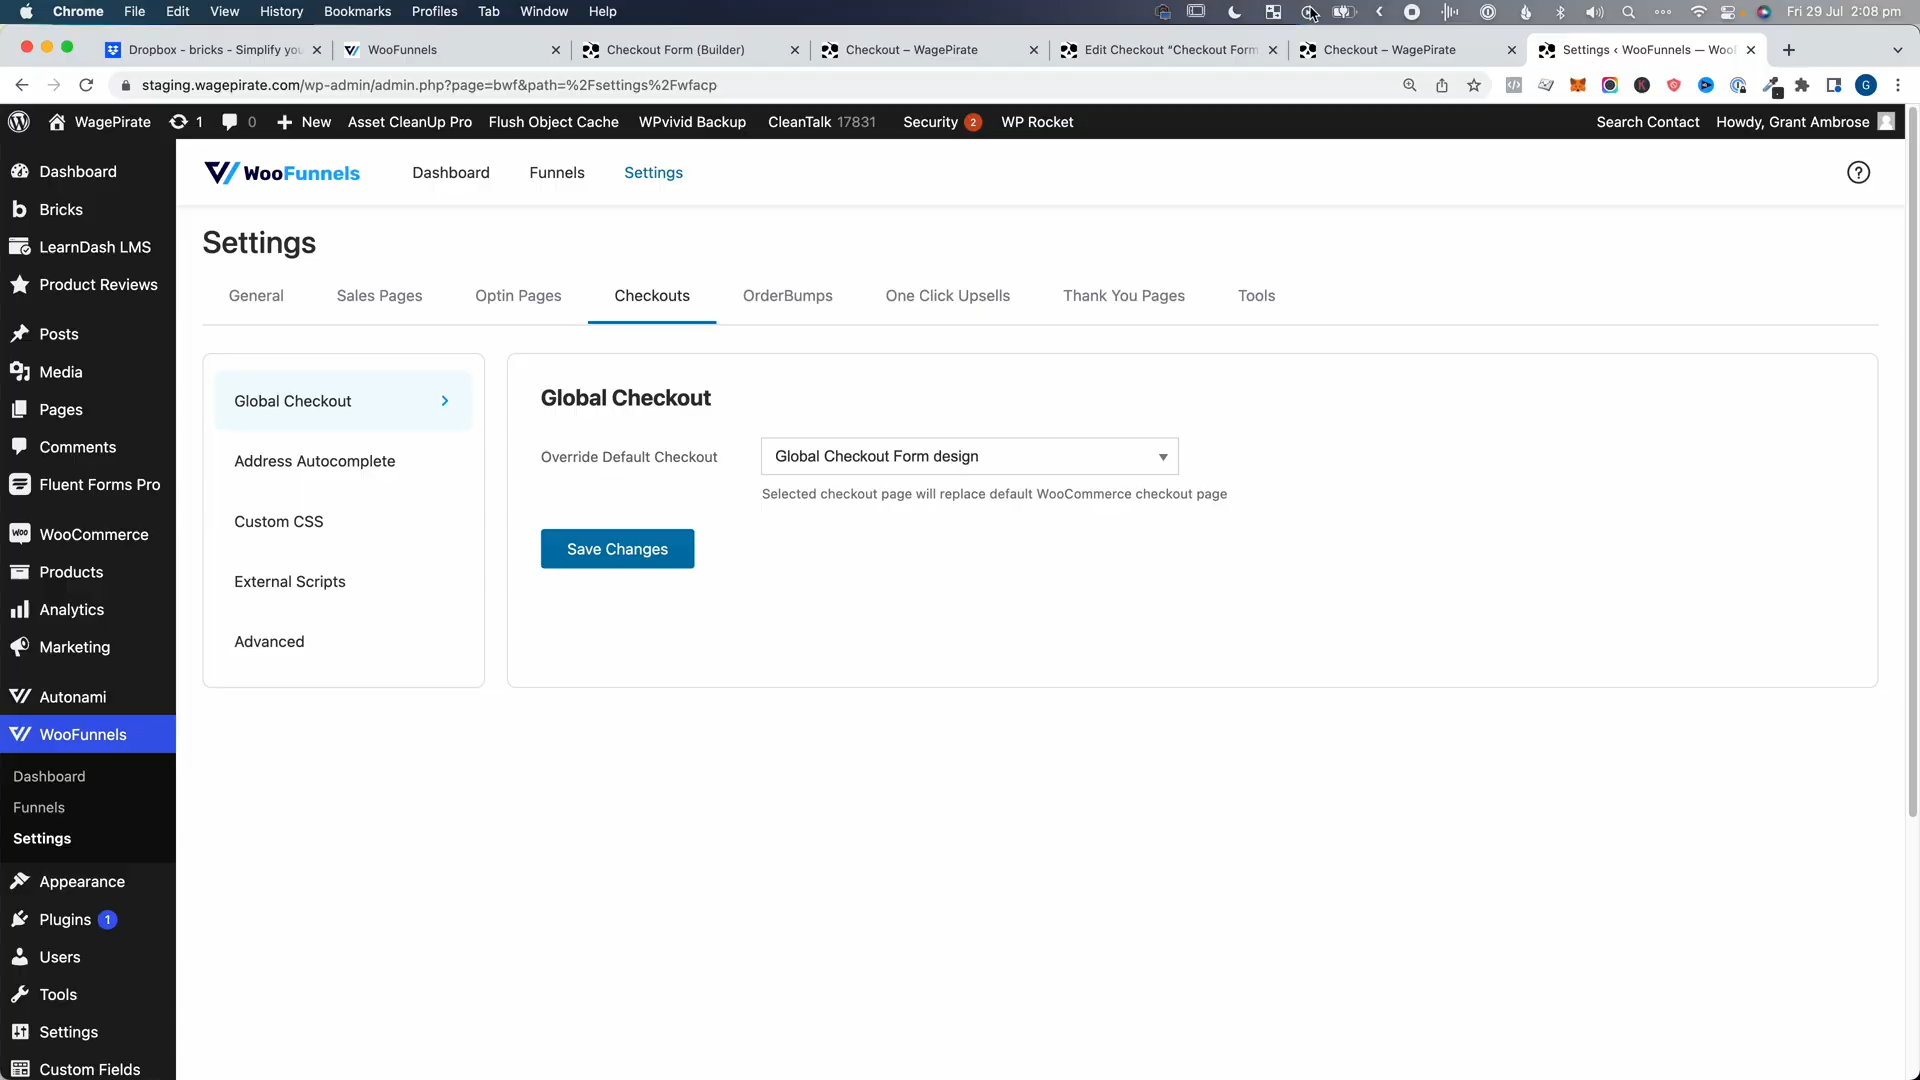 Chrome File Edit View History Bookmarks Profiles Tab Window Help Fri 29 Jul 2:08 pm
Dropbox - bricks - Simplify you
WooFunnels
Checkout Form (Builder)
Checkout – WagePirate
Edit Checkout "Checkout Form
Checkout – WagePirate
Settings ‹ WooFunnels — Woo
staging.wagepirate.com/wp-admin/admin.php?page=bwf&path=%2Fsettings%2Fwfacp
G
WagePirate 1 0 New Asset CleanUp Pro Flush Object Cache WPvivid Backup CleanTalk 17831 Security 2 WP Rocket Search Contact Howdy, Grant Ambrose
Dashboard
Bricks
LearnDash LMS
Product Reviews
Posts
Media
Pages
Comments
Fluent Forms Pro
WooCommerce
Products
Analytics
Marketing
Autonami
WooFunnels
Dashboard
Funnels
Settings
Appearance
Plugins 1
Users
Tools
Settings
Custom Fields
WooFunnels
Dashboard Funnels Settings
?
Settings
General Sales Pages Optin Pages Checkouts OrderBumps One Click Upsells Thank You Pages Tools
Global Checkout
Address Autocomplete
Custom CSS
External Scripts
Advanced
Global Checkout
Override Default Checkout
Global Checkout Form design
Selected checkout page will replace default WooCommerce checkout page
Save Changes